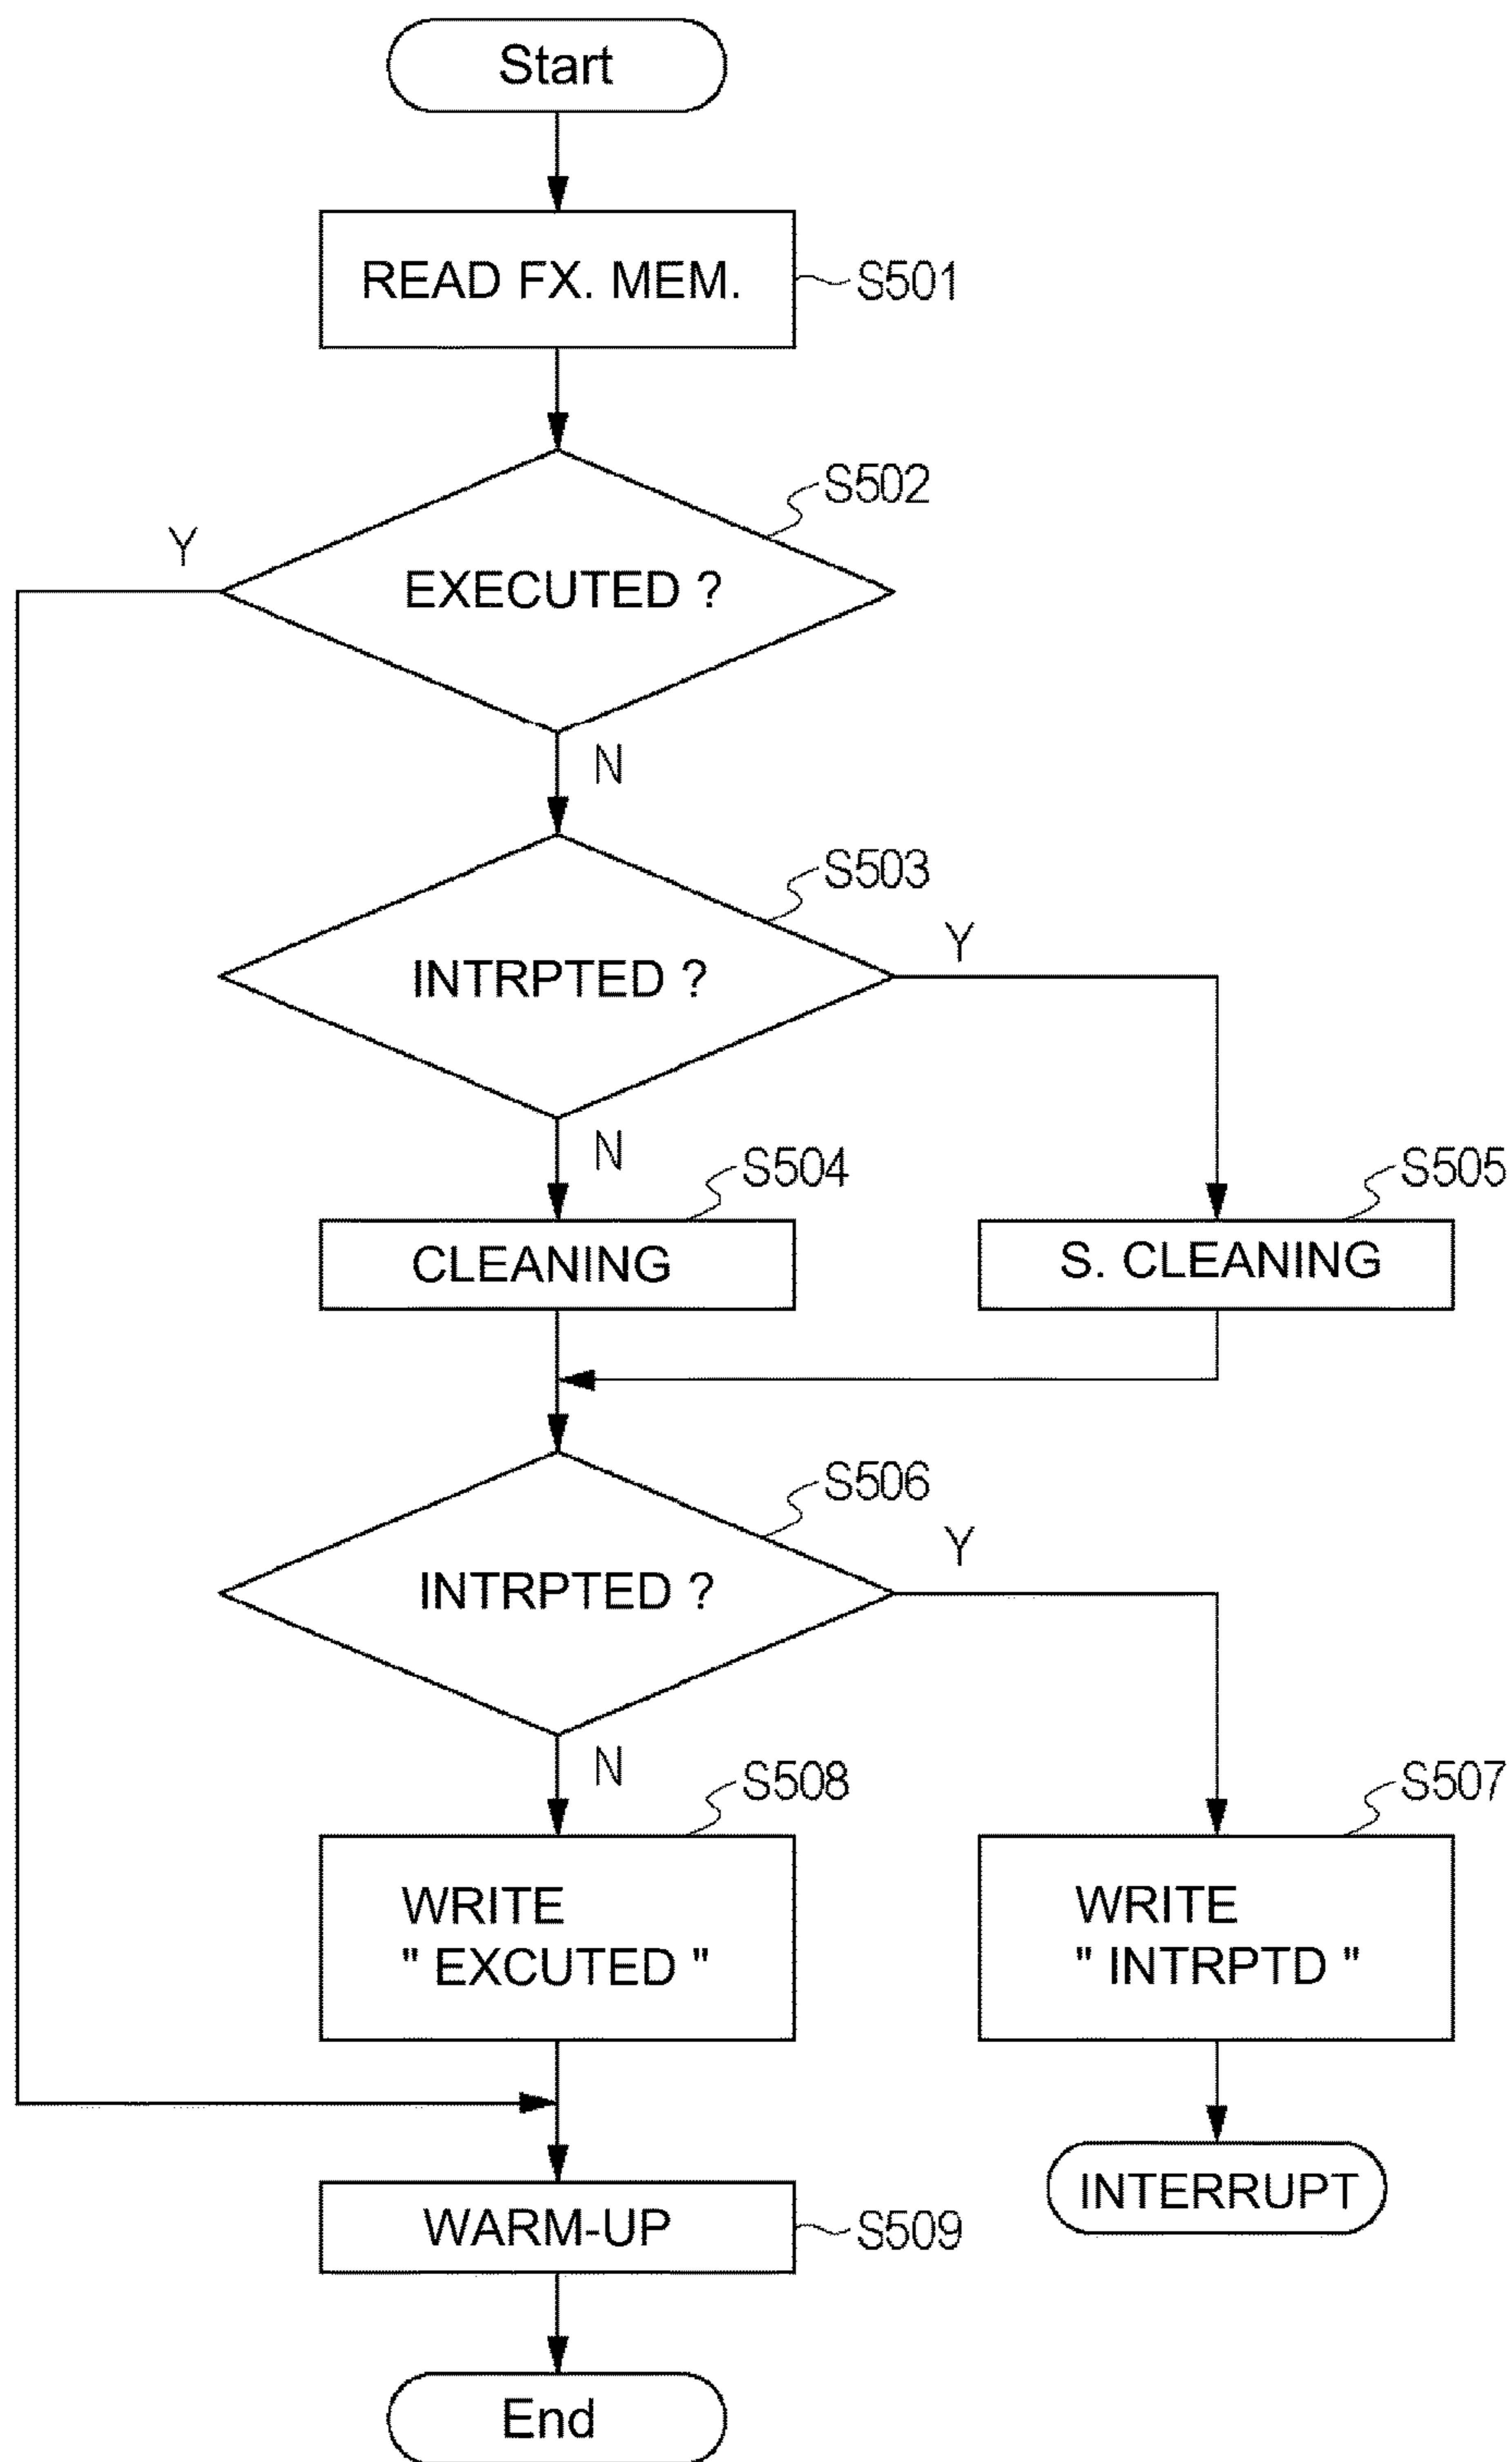 Start
READ FX. MEM.
S501
S502
Y
EXECUTED ?
N
S503
Y
INTRPTED ?
N
S504
S505
CLEANING
S. CLEANING
S506
Y
INTRPTED ?
N
S508
S507
WRITE
" EXCUTED "
WRITE
" INTRPTD "
WARM-UP
S509
INTERRUPT
End